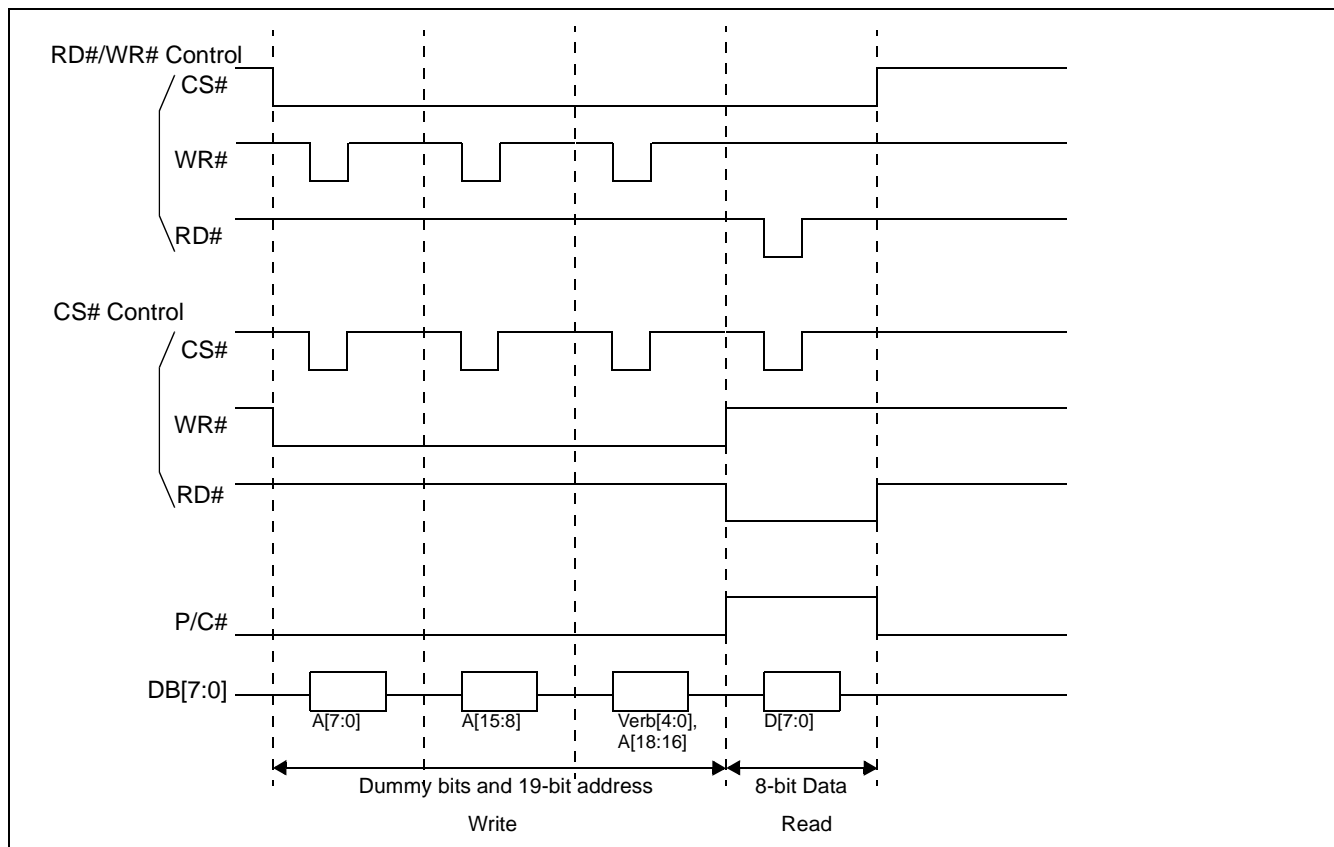 RD#/WR# Control
CS#
WR#
RD#
CS# Control
CS#
WR#
RD#
P/C#
DB[7:0]
A[7:0]
A[15:8]
Verb[4:0],
A[18:16]
D[7:0]
Dummy bits and 19-bit address
8-bit Data
Write
Read